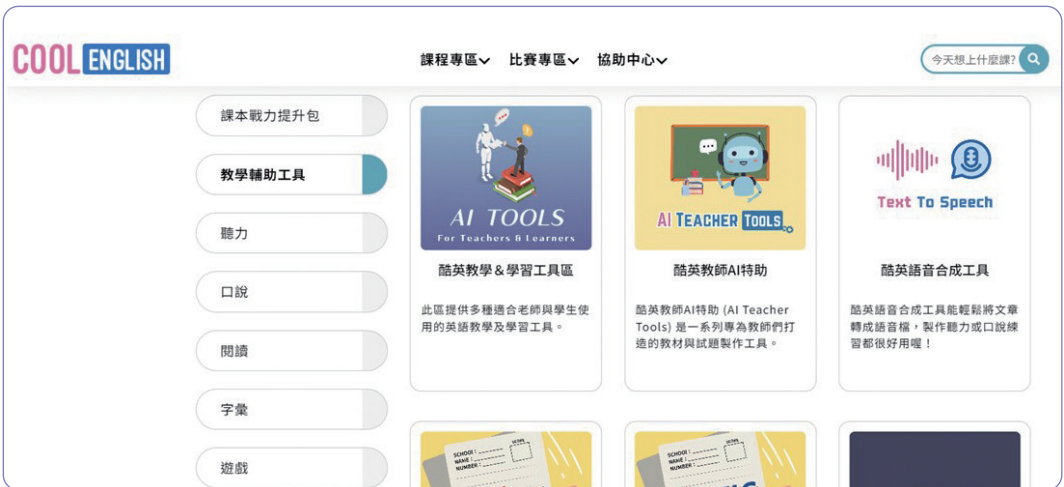 COOL ENGLISH
課程專區 比賽專區 協助中心
今天想上什麼課?
課本戰力提升包
教學輔助工具
聽力
口說
閱讀
字彙
遊戲
AI TOOLS
For Teachers & Learners
酷英教學&學習工具區
此區提供多種適合老師與學生使
用的英語教學及學習工具。
AI TEACHER TOOLS
酷英教師AI特助
酷英教師AI特助 (AI Teacher
Tools) 是一系列專為教師們打
造的教材與試題製作工具。
Text To Speech
酷英語音合成工具
酷英語音合成工具能輕鬆將文章
轉成語音檔,製作聽力或口說練
習都很好用喔!
SCHOOL:
NAME:
NUMBER:
SCHOOL:
NAME:
NUMBER: